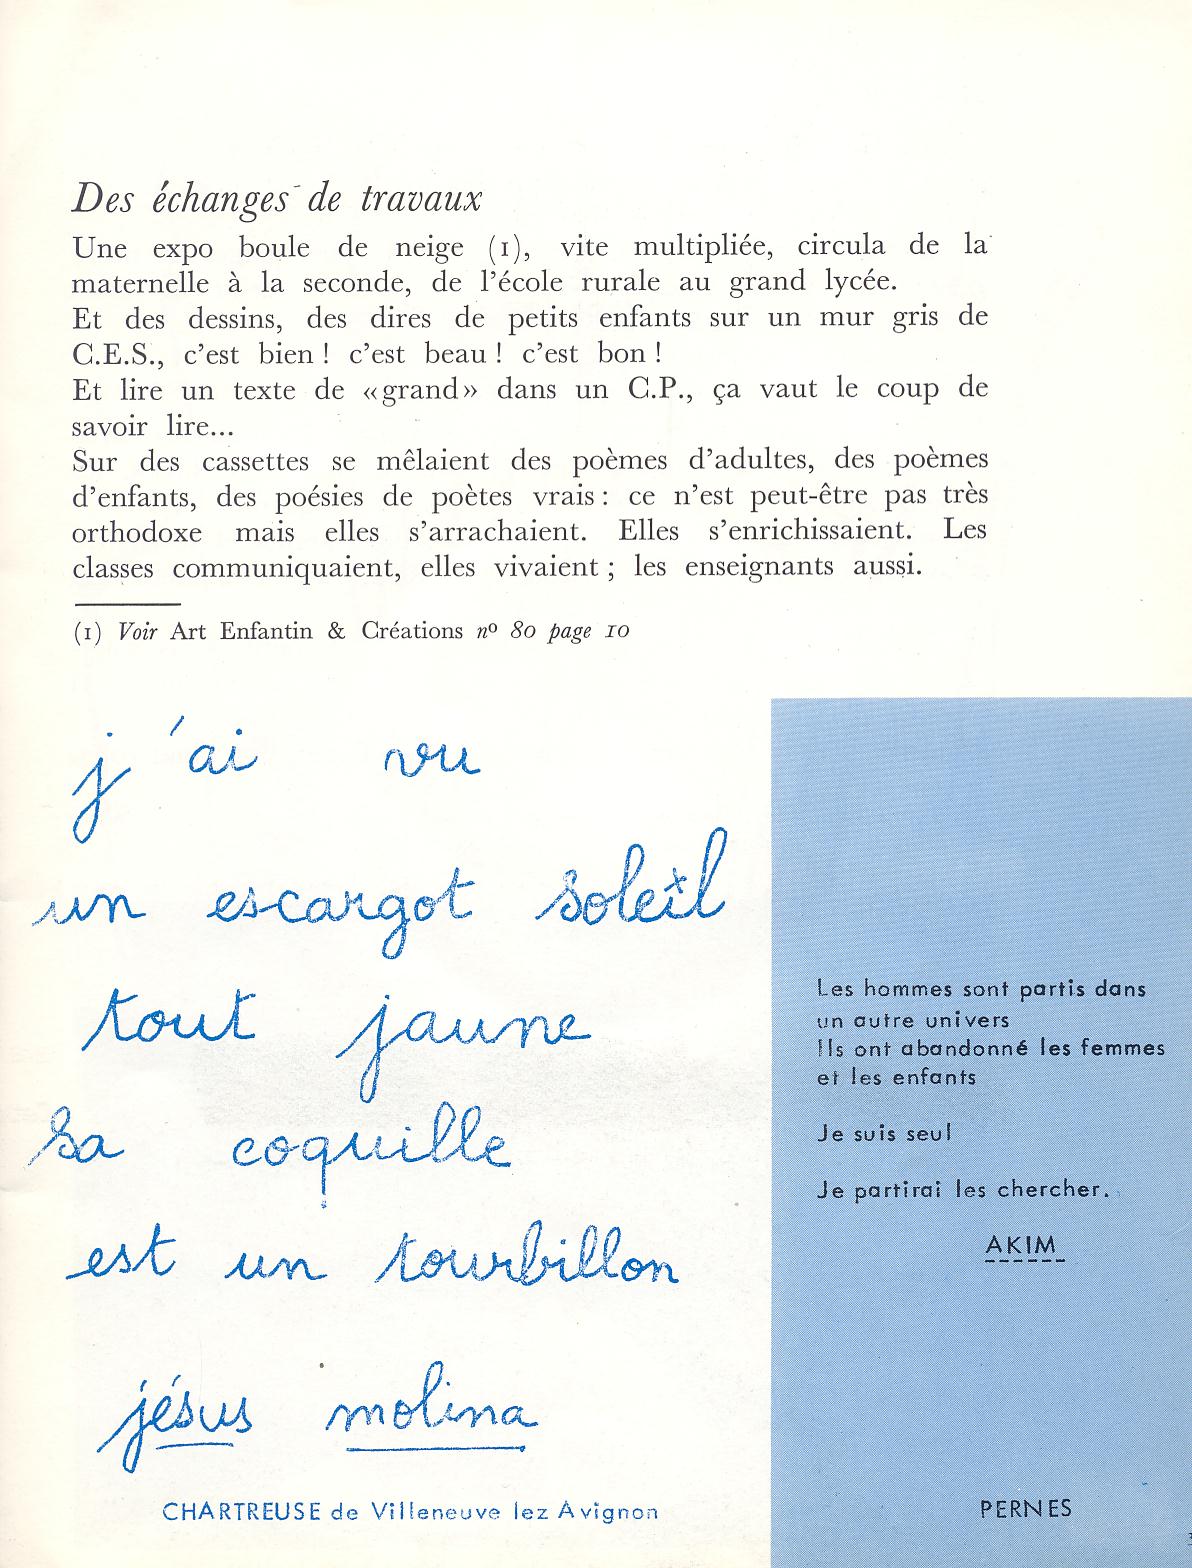 Des échanges de travaux
Une expo boule de neige (1), vite multipliée, circula de la
maternelle à la seconde, de l'école rurale au grand lycée.
Et des dessins, des dires de petits enfants sur un mur gris de
C.E.S., c'est bien ! c'est beau ! c'est bon !
Et lire un texte de «grand» dans un C.P., ça vaut le coup de
savoir lire...
Sur des cassettes se mêlaient des poèmes d'adultes, des poèmes
d'enfants, des poésies de poètes vrais : ce n'est peut-être pas très
orthodoxe mais elles s'arrachaient. Elles s'enrichissaient. Les
classes communiquaient, elles vivaient ; les enseignants aussi.
(1) Voir Art Enfantin & Créations nº 80 page 10
j'ai vu
un escargot soleil
tout jaune
sa coquille
est un tourbillon
jésus molina
CHARTREUSE de Villeneuve lez Avignon
Les hommes sont partis dans
un autre univers
Ils ont abandonné les femmes
et les enfants
Je suis seul
Je partirai les chercher.
AKIM
PERNES